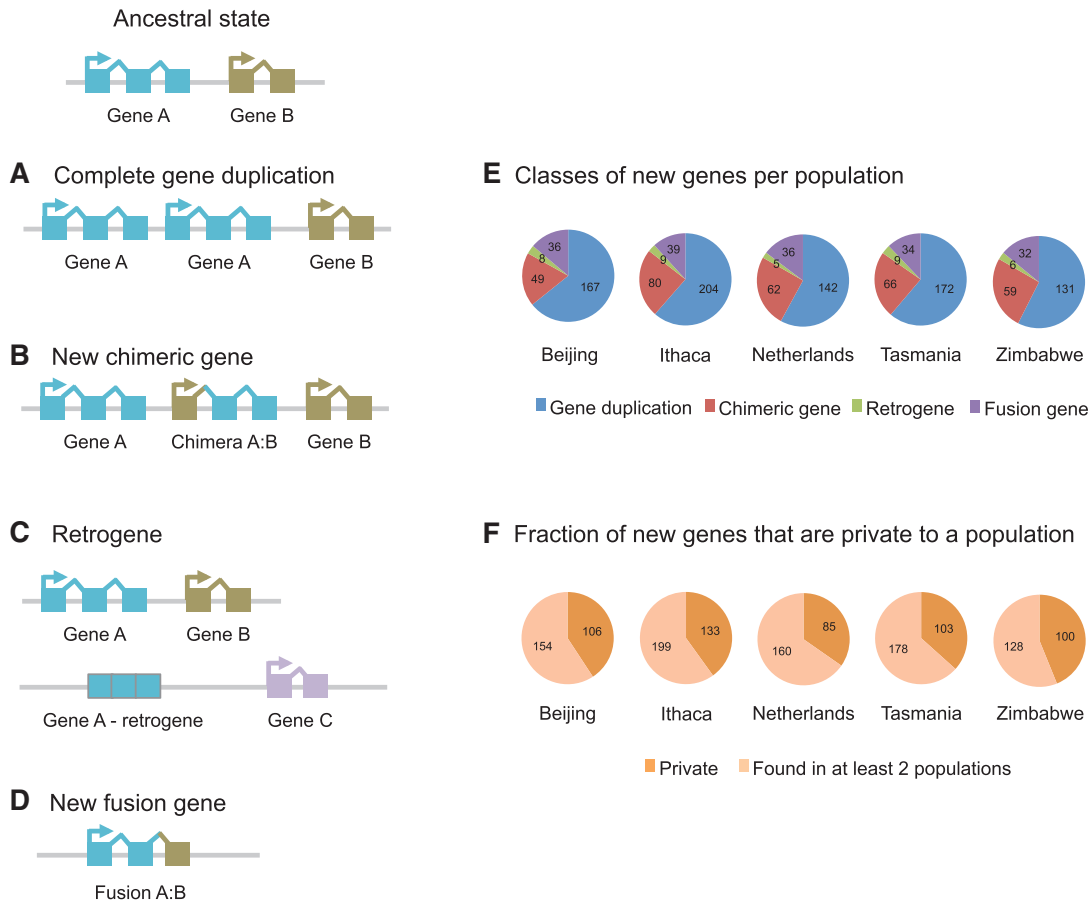 Ancestral state
Gene A
Gene B
A Complete gene duplication
Gene A
Gene A
Gene B
B New chimeric gene
Gene A
Chimera A:B
Gene B
C Retrogene
Gene A
Gene B
Gene A - retrogene
Gene C
D New fusion gene
Fusion A:B
E Classes of new genes per population
36
8
49
167
39
9
80
204
36
5
62
142
34
9
66
172
32
6
59
131
Beijing
Ithaca
Netherlands
Tasmania
Zimbabwe
Gene duplication
Chimeric gene
Retrogene
Fusion gene
F Fraction of new genes that are private to a population
154
106
199
133
160
85
178
103
128
100
Beijing
Ithaca
Netherlands
Tasmania
Zimbabwe
Private
Found in at least 2 populations